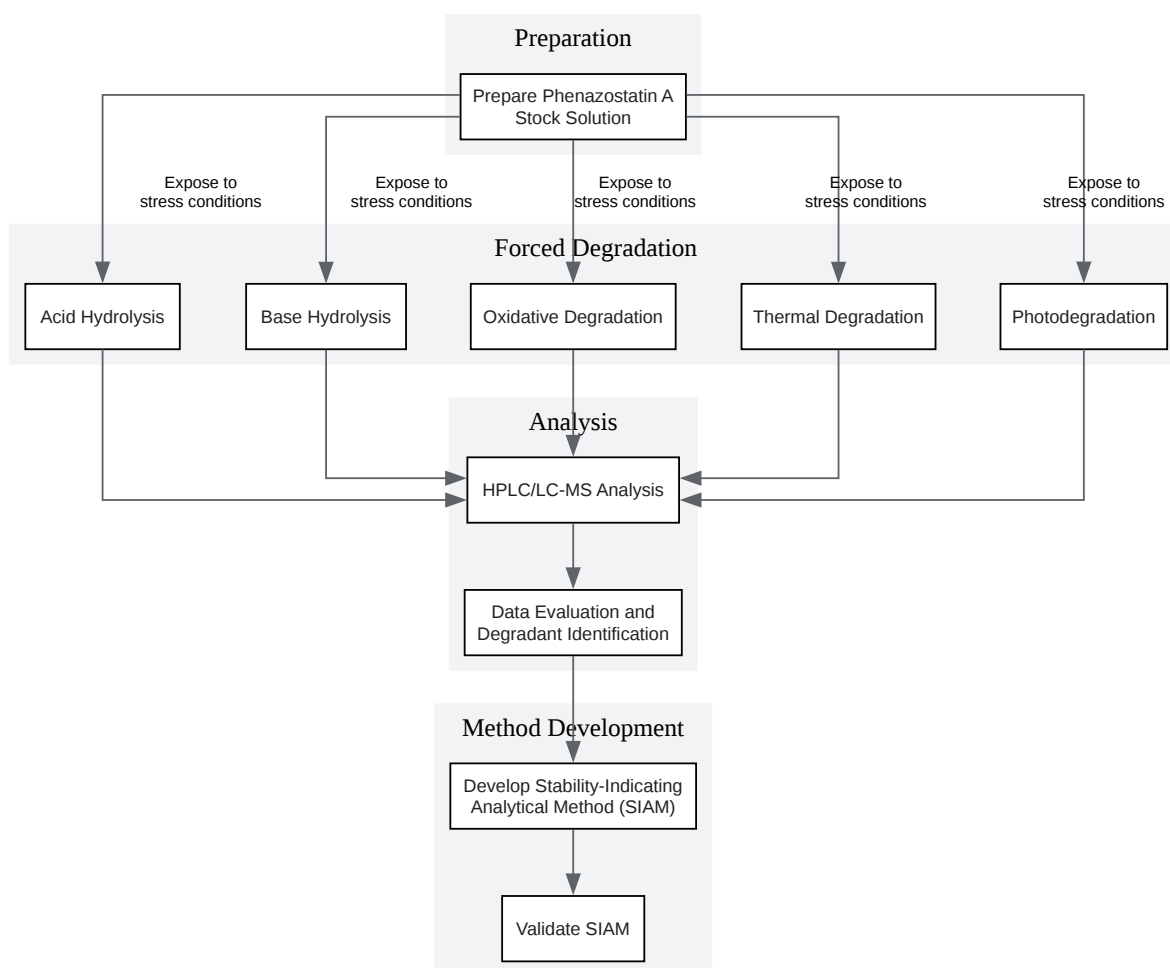 Preparation
Prepare Phenazostatin A
Stock Solution
Expose to
stress conditions
Expose to
stress conditions
Expose to
stress conditions
Expose to
stress conditions
Expose to
stress conditions
Forced Degradation
Acid Hydrolysis
Base Hydrolysis
Oxidative Degradation
Thermal Degradation
Photodegradation
Analysis
HPLC/LC-MS Analysis
Data Evaluation and
Degradant Identification
Method Development
Develop Stability-Indicating
Analytical Method (SIAM)
Validate SIAM